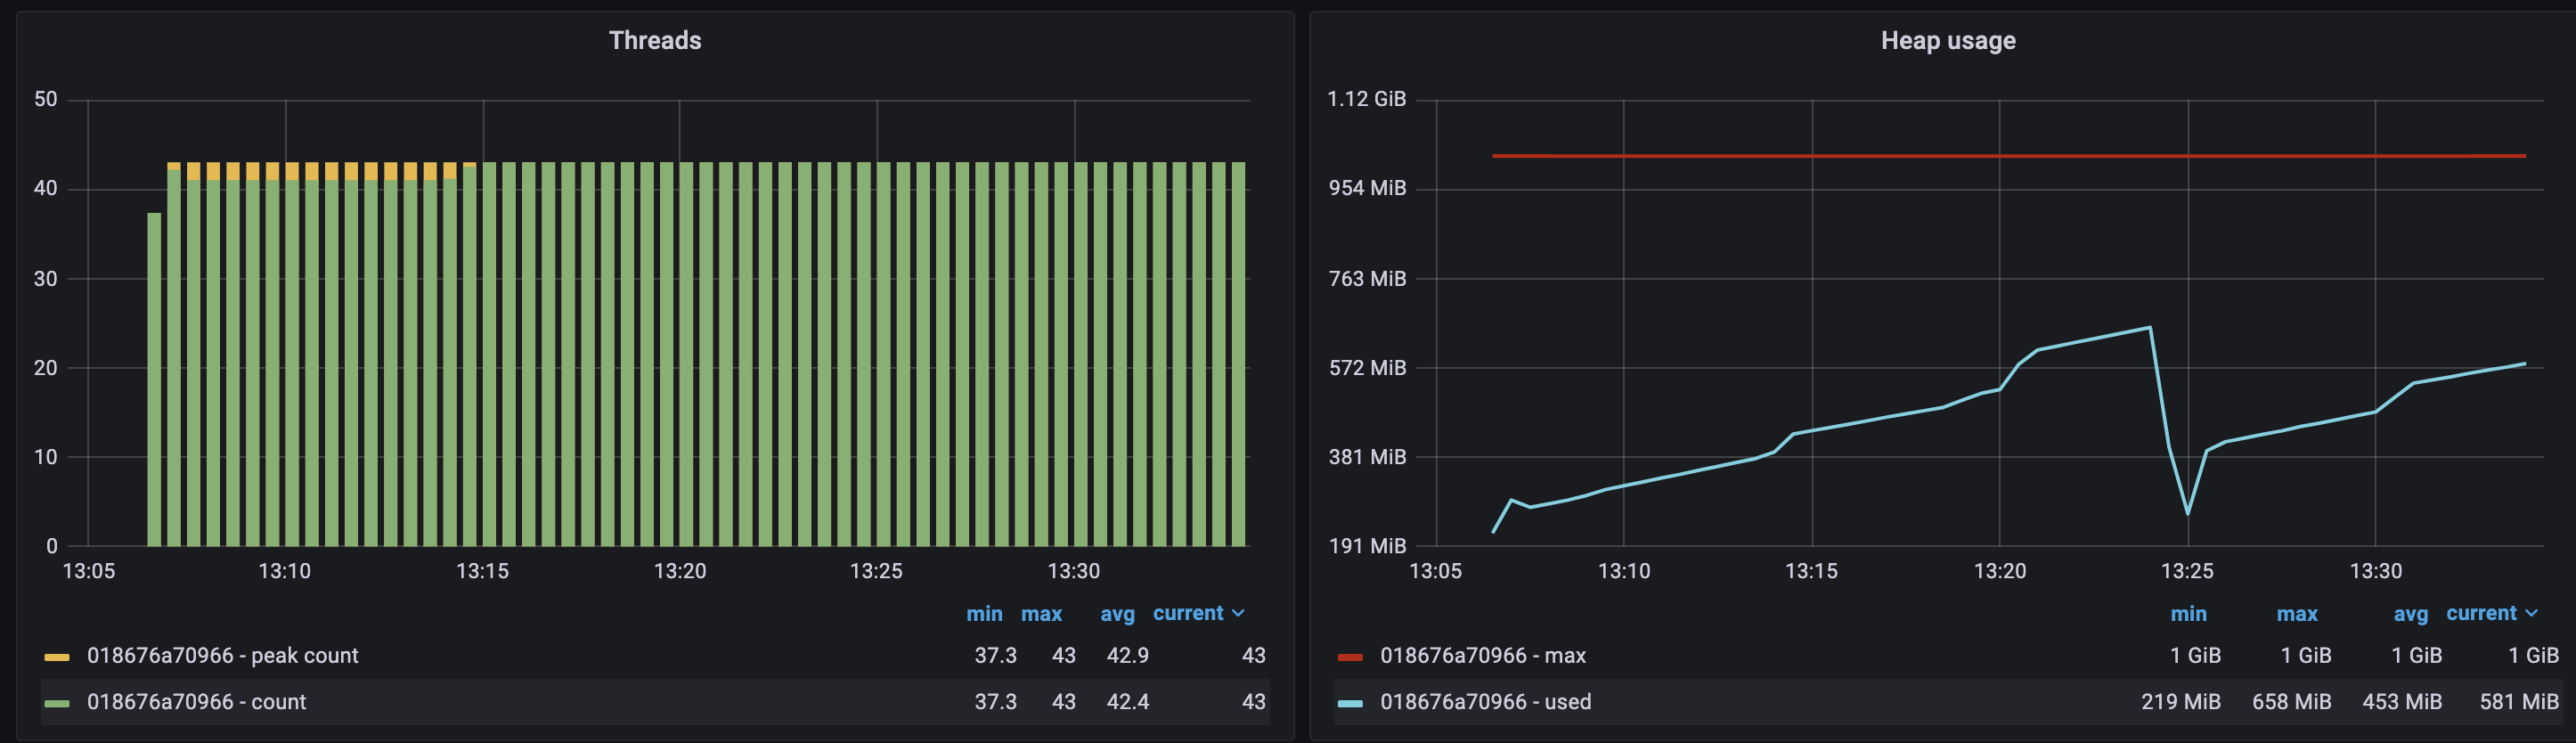 Threads
50
40
30
20
10
0
13:05 13:10 13:15 13:20 13:25 13:30
min max avg current
018676a70966 - peak count 37.3 43 42.9 43
018676a70966 - count 37.3 43 42.4 43
Heap usage
1.12 GiB
954 MiB
763 MiB
572 MiB
381 MiB
191 MiB
13:05 13:10 13:15 13:20 13:25 13:30
min max avg current
018676a70966 - max 1 GiB 1 GiB 1 GiB 1 GiB
018676a70966 - used 219 MiB 658 MiB 453 MiB 581 MiB